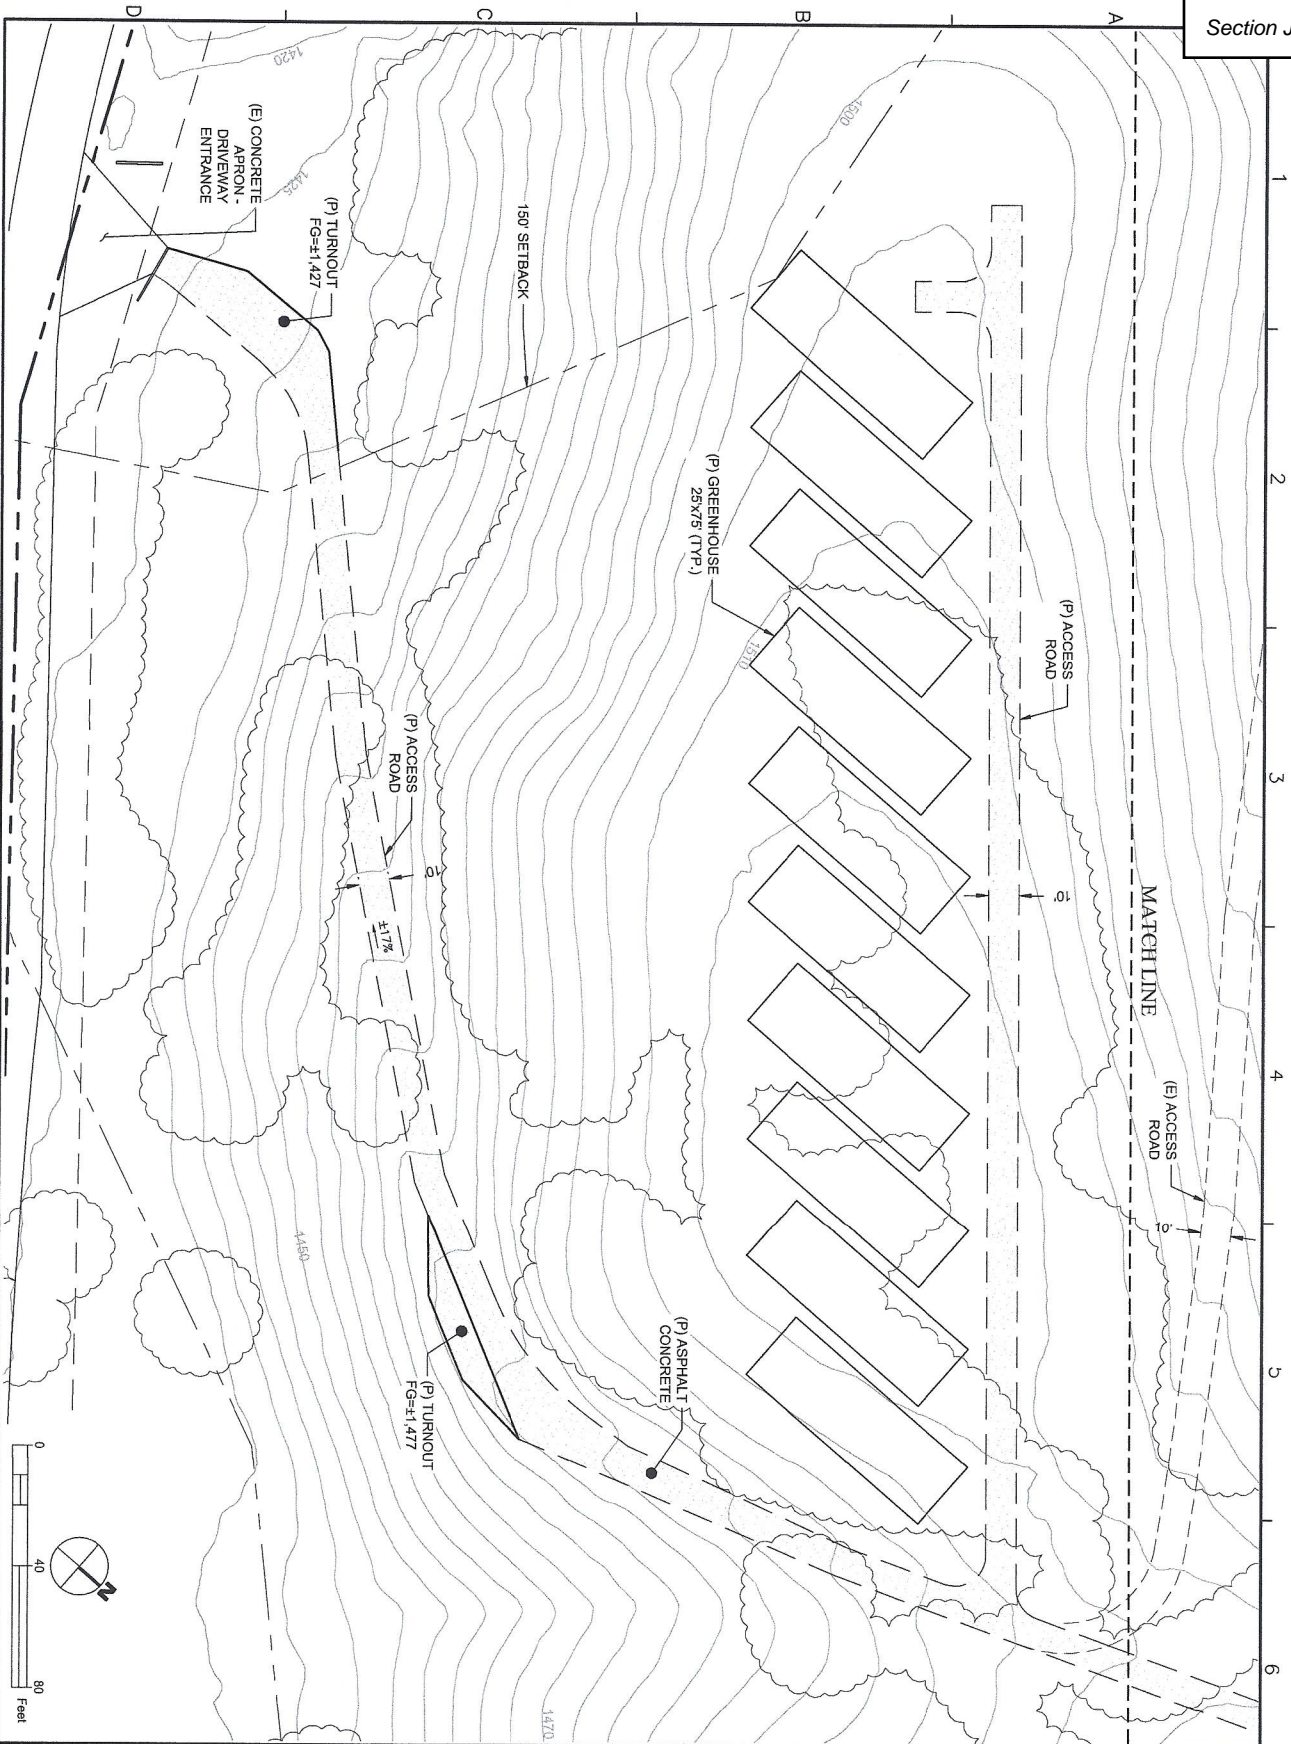 Section J
D
C
B
A
1
2
3
4
5
6
1420
1425
1500
1510
1450
1470
(E) CONCRETE
APRON -
DRIVEWAY
ENTRANCE
(P) TURNOUT
FG=±1,427
150' SETBACK
(P) GREENHOUSE
25'x75' (TYP.)
(P) ACCESS
ROAD
10'
MATCH LINE
(E) ACCESS
ROAD
10'
(P) ACCESS
ROAD
10'
±17%
(P) TURNOUT
FG=±1,477
(P) ASPHALT
CONCRETE
N
0
40
80
Feet